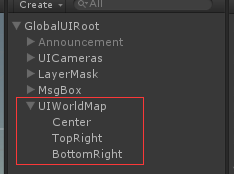 Create All
GlobalUIRoot
Announcement
UICameras
LayerMask
MsgBox
UIWorldMap
Center
TopRight
BottomRight